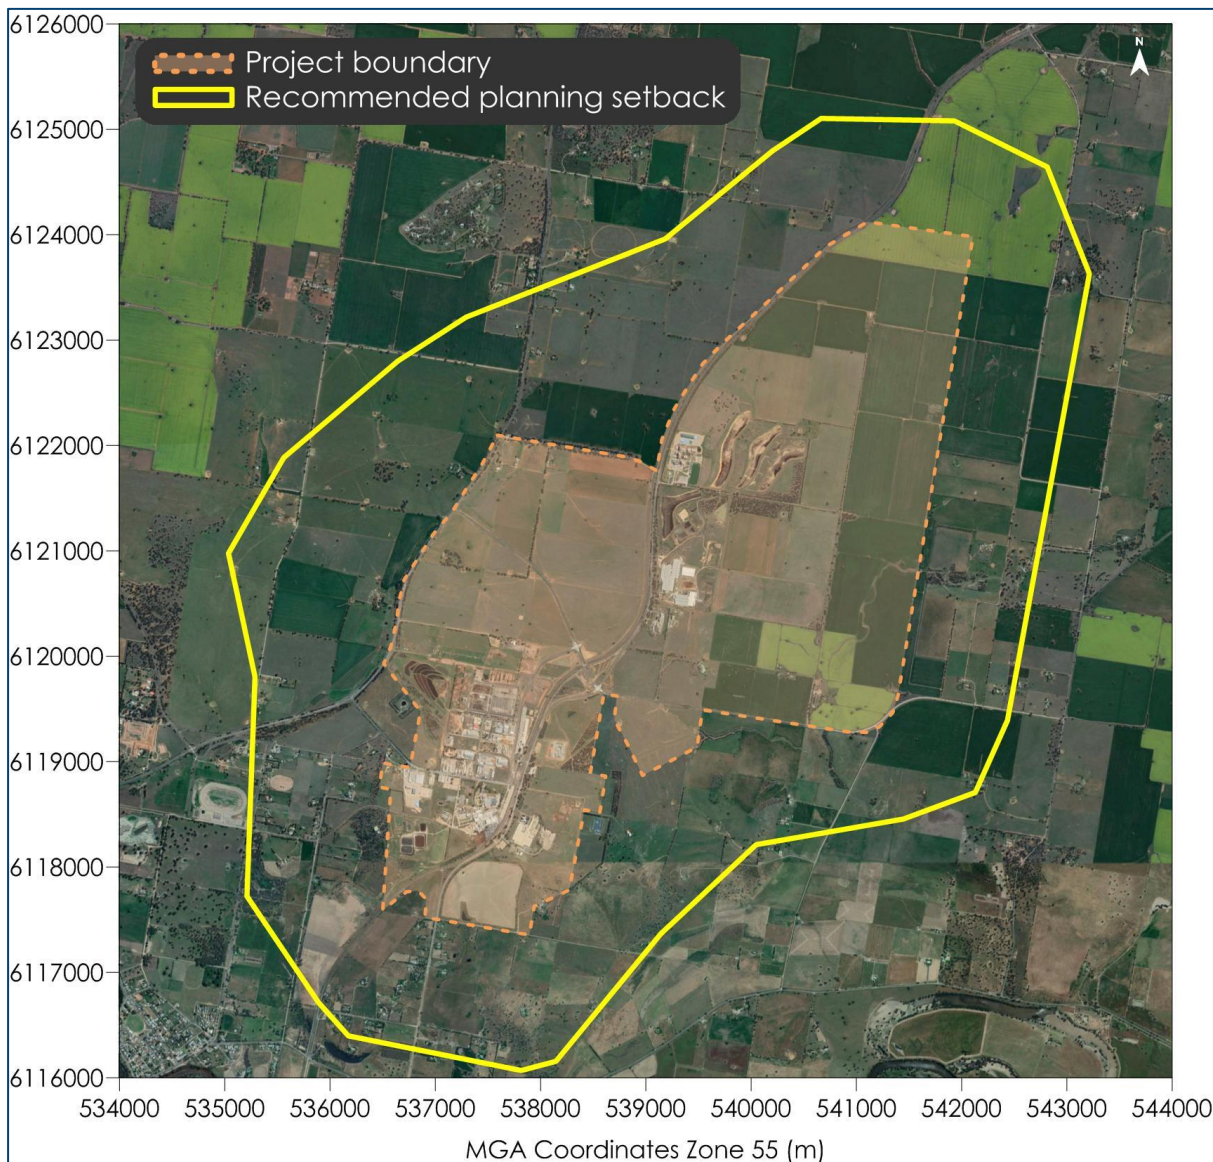 6126000
N
Project boundary
Recommended planning setback
6125000
6124000
6123000
6122000
6121000
6120000
6119000
6118000
6117000
6116000
534000 535000 536000 537000 538000 539000 540000 541000 542000 543000 544000
MGA Coordinates Zone 55 (m)